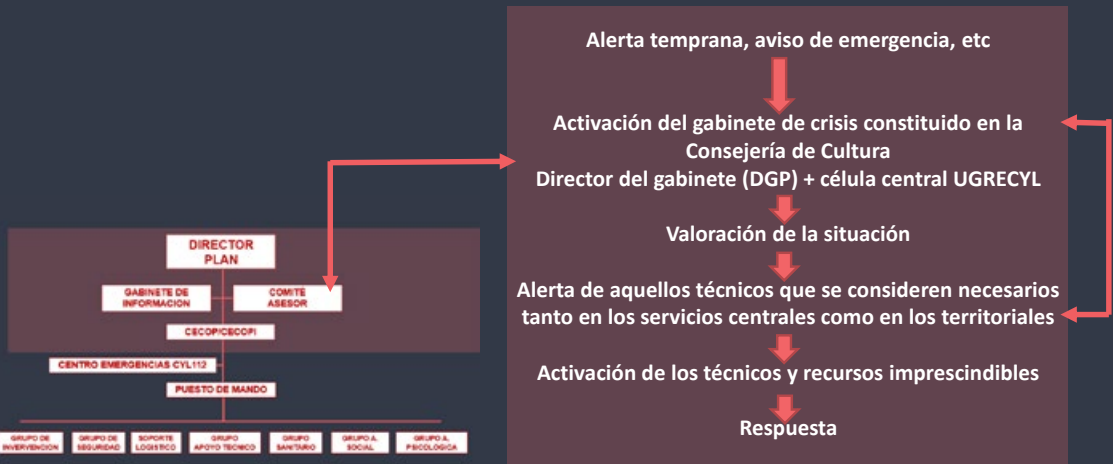 Alerta temprana, aviso de emergencia, etc
Activación del gabinete de crisis constituido en la
Consejería de Cultura
Director del gabinete (DGP) + célula central UGRECYL
Valoración de la situación
Alerta de aquellos técnicos que se consideren necesarios
tanto en los servicios centrales como en los territoriales
Activación de los técnicos y recursos imprescindibles
Respuesta
DIRECTOR
PLAN
GABINETE DE
INFORMACION
COMITE
ASESOR
CECOP/CECOPI
CENTRO EMERGENCIAS CYL112
PUESTO DE MANDO
GRUPO DE
INVERVENCION
GRUPO DE
SEGURIDAD
SOPORTE
LOGISTICO
GRUPO
APOYO TECNICO
GRUPO
SANITARIO
GRUPO A.
SOCIAL
GRUPO A.
PSICOLOGICA